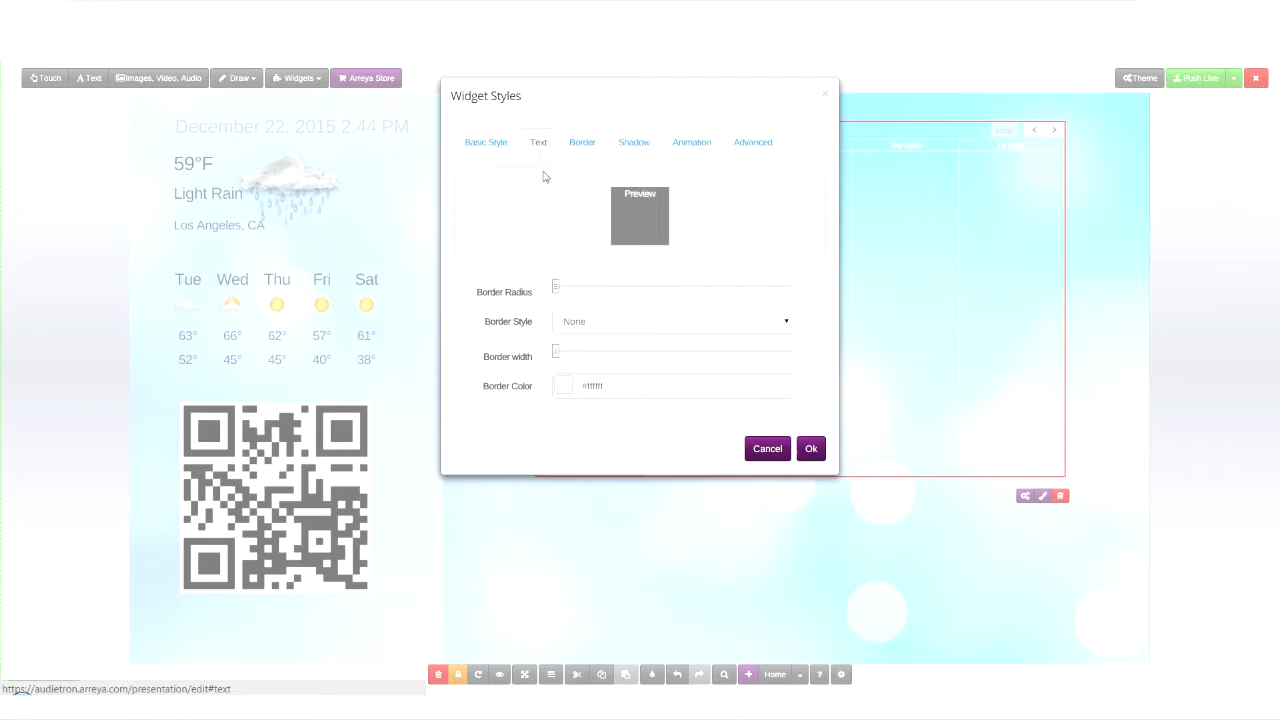 Touch
Text
Images, Video, Audio
Draw
Widgets
Arreya Store
Theme
Push Live
Widget Styles
×
Basic Style
Text
Border
Shadow
Animation
Advanced
Preview
Border Radius
Border Style
None
Border width
Border Color
#ffffff
Cancel
Ok
today
December 22, 2015 2:44 PM
59°F
Light Rain
Los Angeles, CA
Tue Wed Thu Fri Sat
63° 66° 62° 57° 61°
52° 45° 45° 40° 38°
Home
?
https://audietron.arreya.com/presentation/edit#text